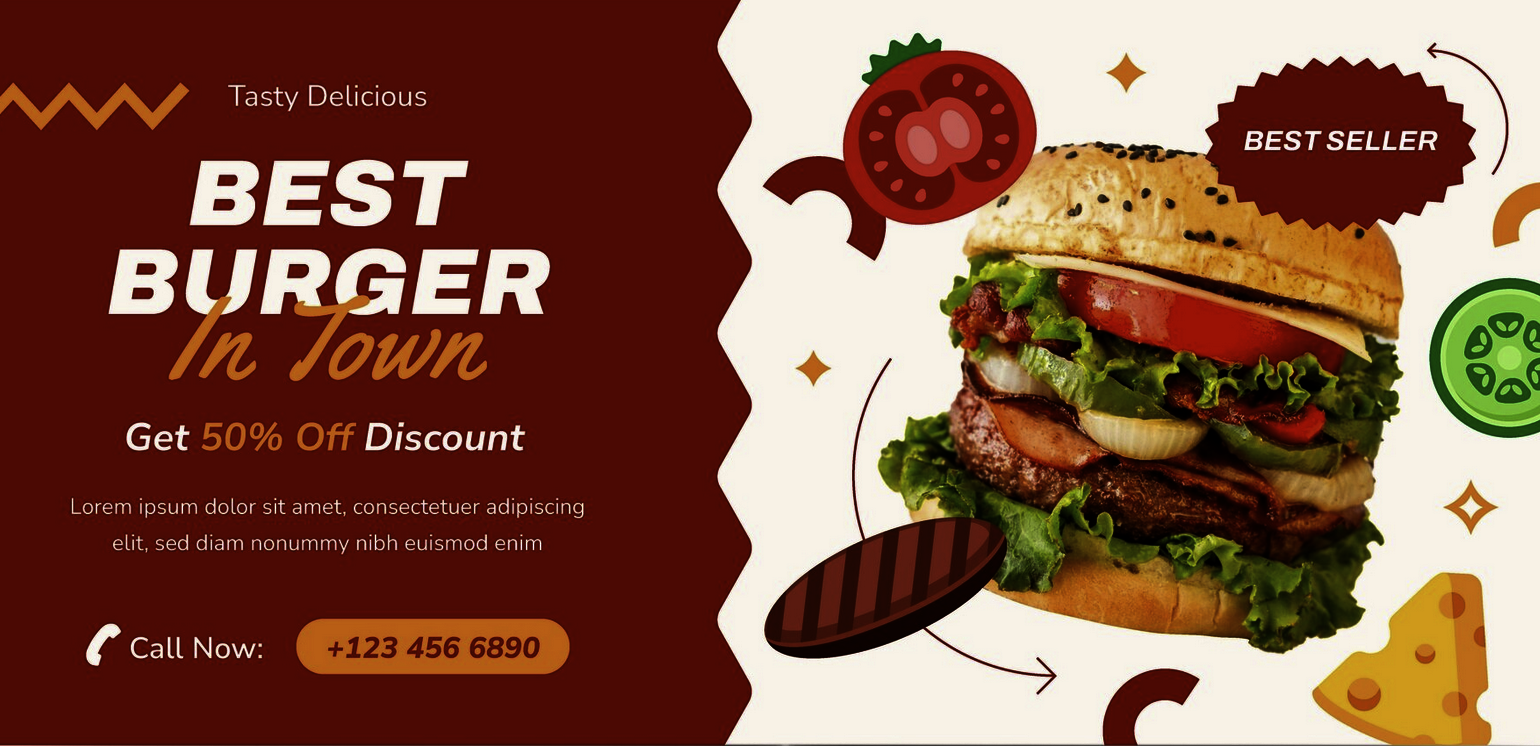 Tasty Delicious
BEST
BURGER
In Town
Get 50% Off Discount
Lorem ipsum dolor sit amet, consectetuer adipiscing
elit, sed diam nonummy nibh euismod enim
Call Now: +123 456 6890
BEST SELLER